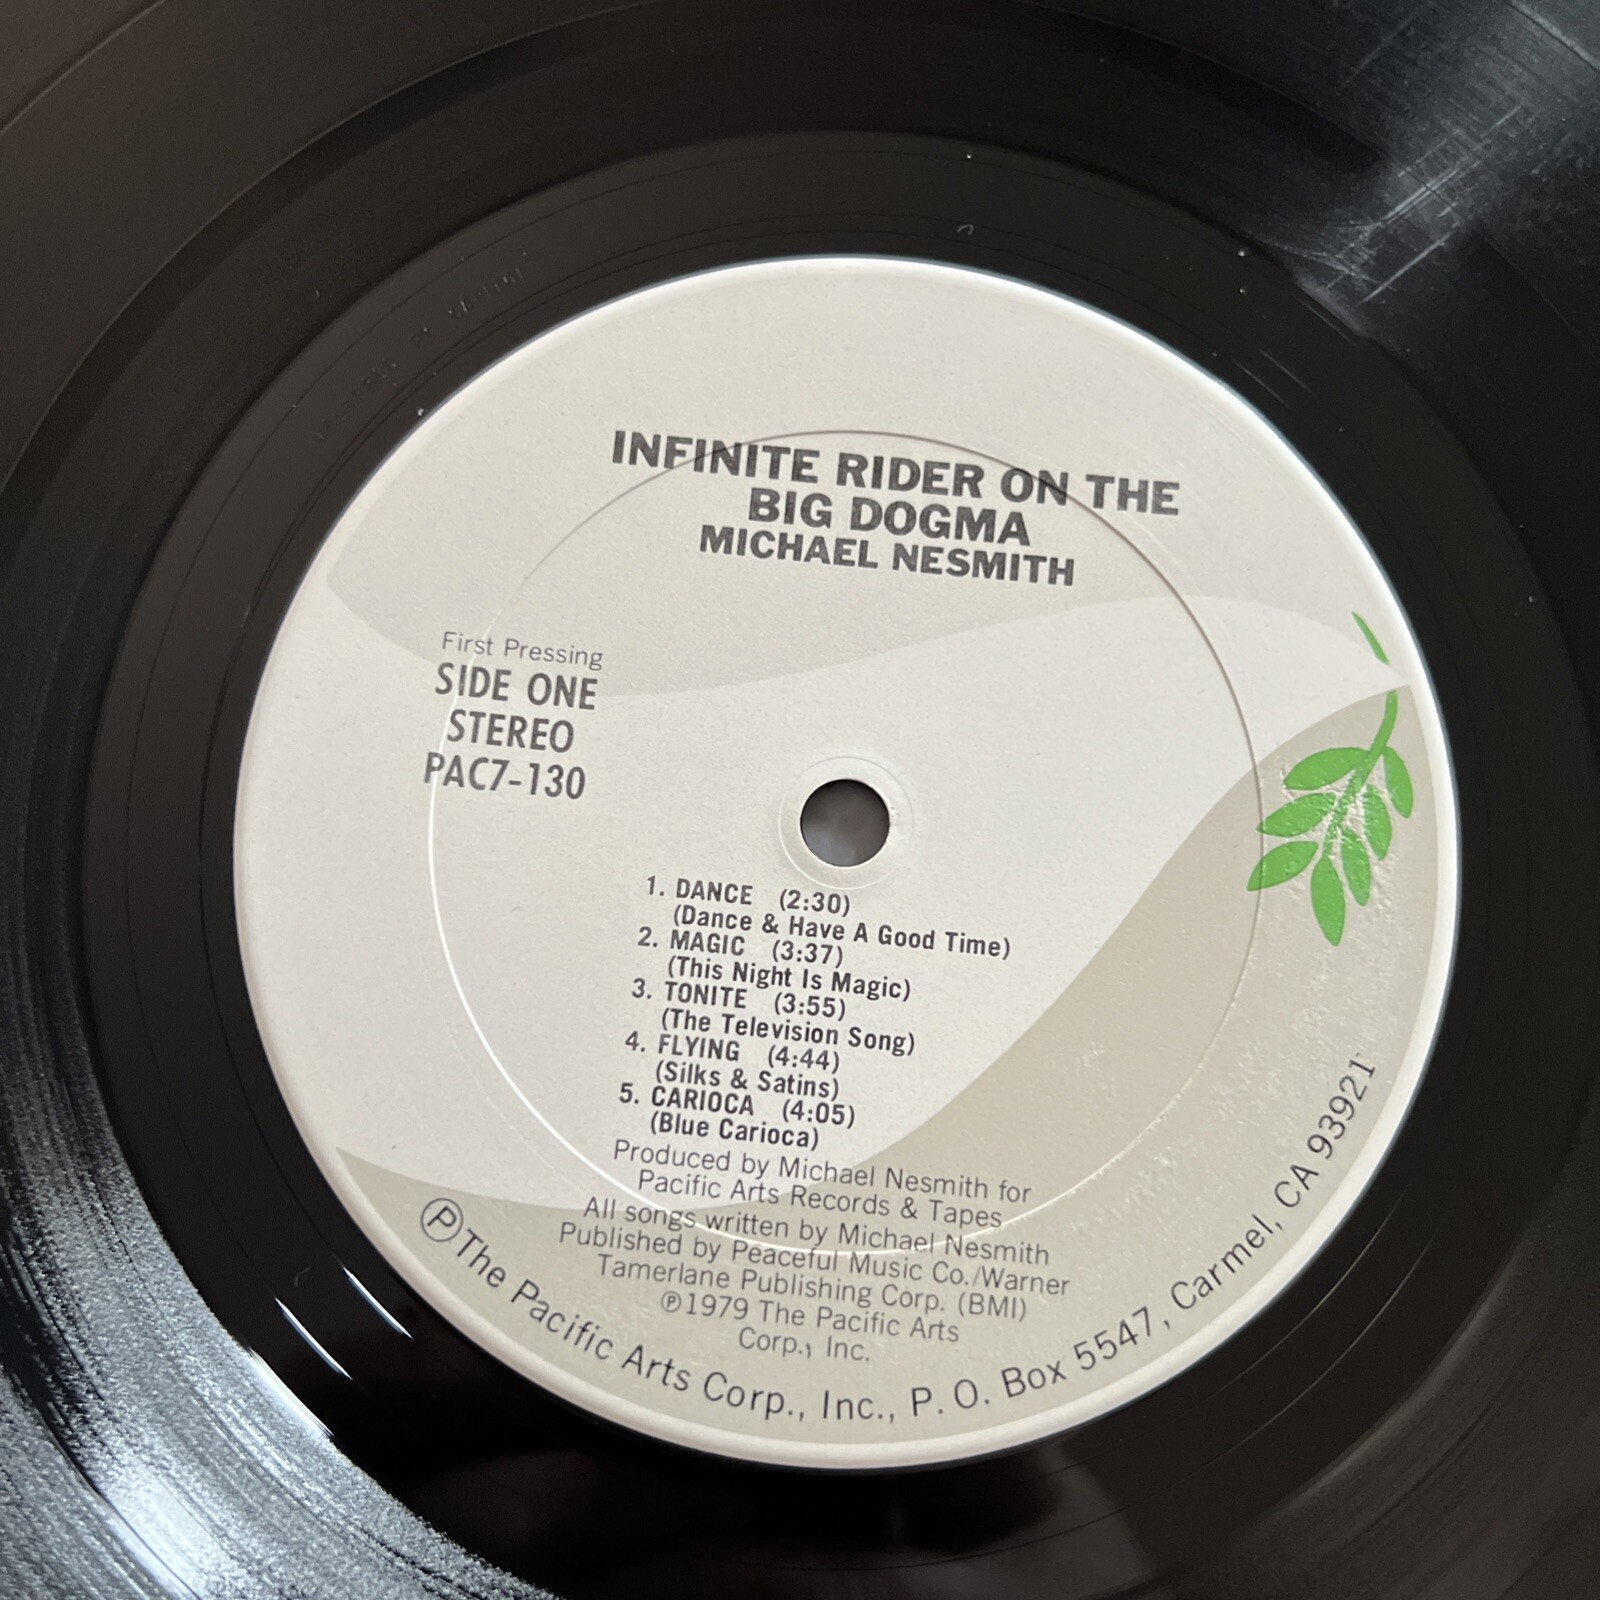 INFINITE RIDER ON THE
BIG DOGMA
MICHAEL NESMITH
First Pressing
SIDE ONE
STEREO
PAC7-130
1. DANCE (2:30)
(Dance & Have A Good Time)
2. MAGIC (3:37)
(This Night Is Magic)
3. TONITE (3:55)
(The Television Song)
4. FLYING (4:44)
(Silks & Satins)
5. CARIOCA (4:05)
(Blue Carioca)
Produced by Michael Nesmith for
Pacific Arts Records & Tapes
All songs written by Michael Nesmith
Published by Peaceful Music Co./Warner
Tamerlane Publishing Corp. (BMI)
℗1979 The Pacific Arts
Corp., Inc.
℗The Pacific Arts Corp., Inc., P. O. Box 5547, Carmel, CA 93921